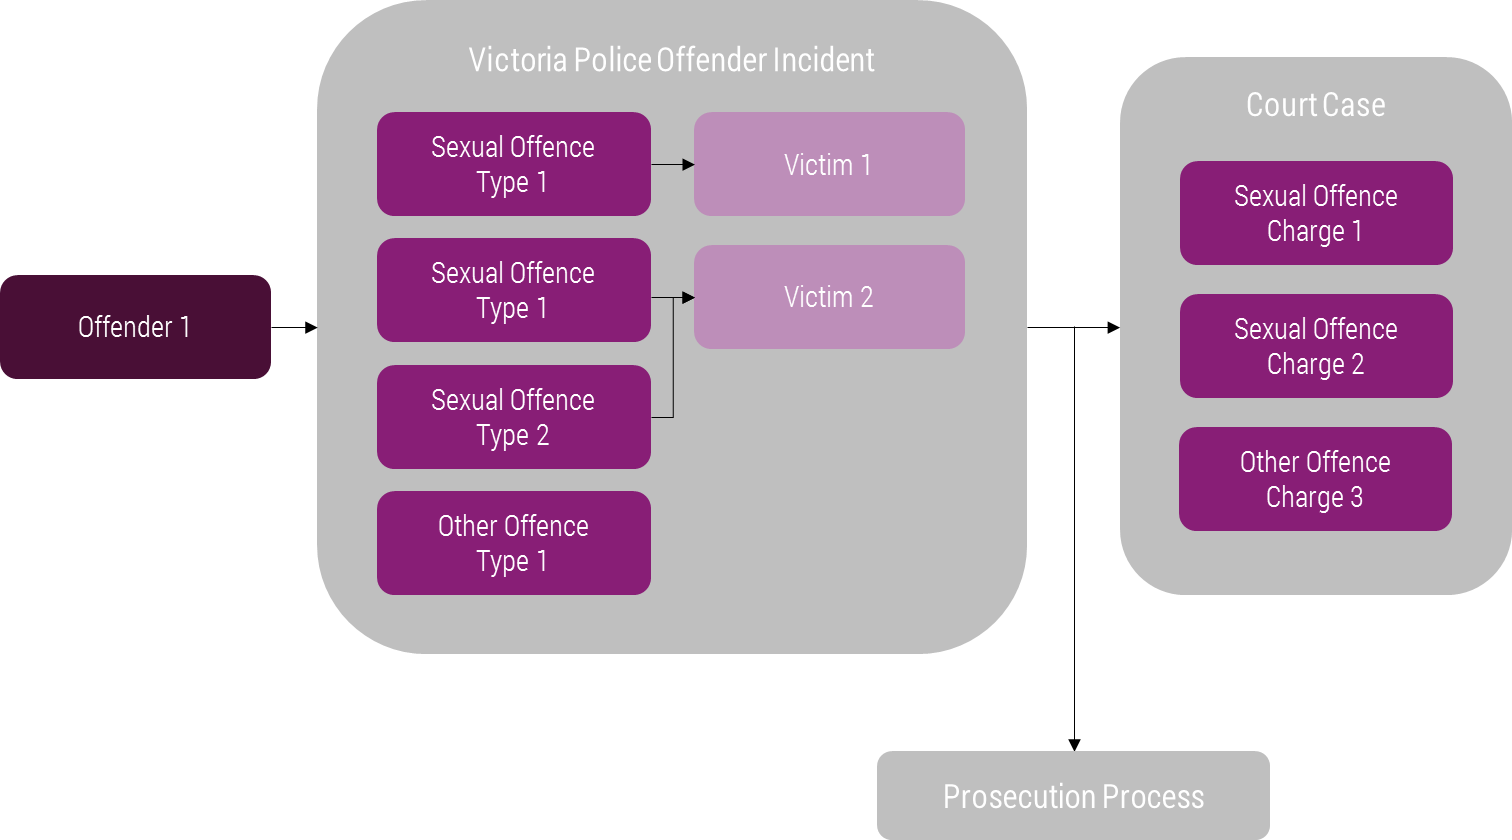 Victoria Police Offender Incident
Sexual Offence
Type 1
Victim 1
Sexual Offence
Type 1
Victim 2
Sexual Offence
Type 2
Other Offence
Type 1
Offender 1
Court Case
Sexual Offence
Charge 1
Sexual Offence
Charge 2
Other Offence
Charge 3
Prosecution Process